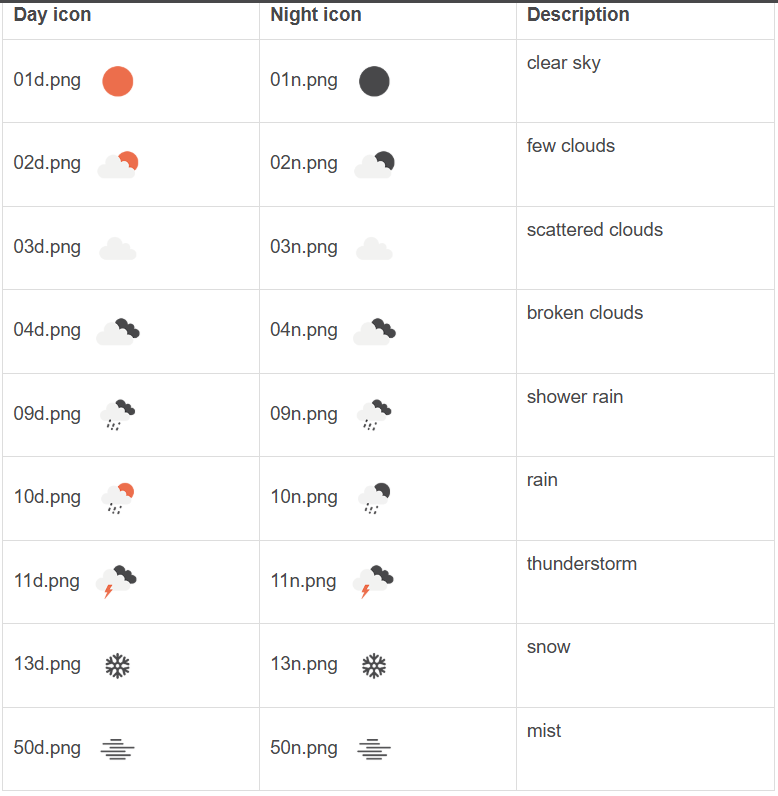 Day icon Night icon Description
01d.png 01n.png clear sky
02d.png 02n.png few clouds
03d.png 03n.png scattered clouds
04d.png 04n.png broken clouds
09d.png 09n.png shower rain
10d.png 10n.png rain
11d.png 11n.png thunderstorm
13d.png 13n.png snow
50d.png 50n.png mist